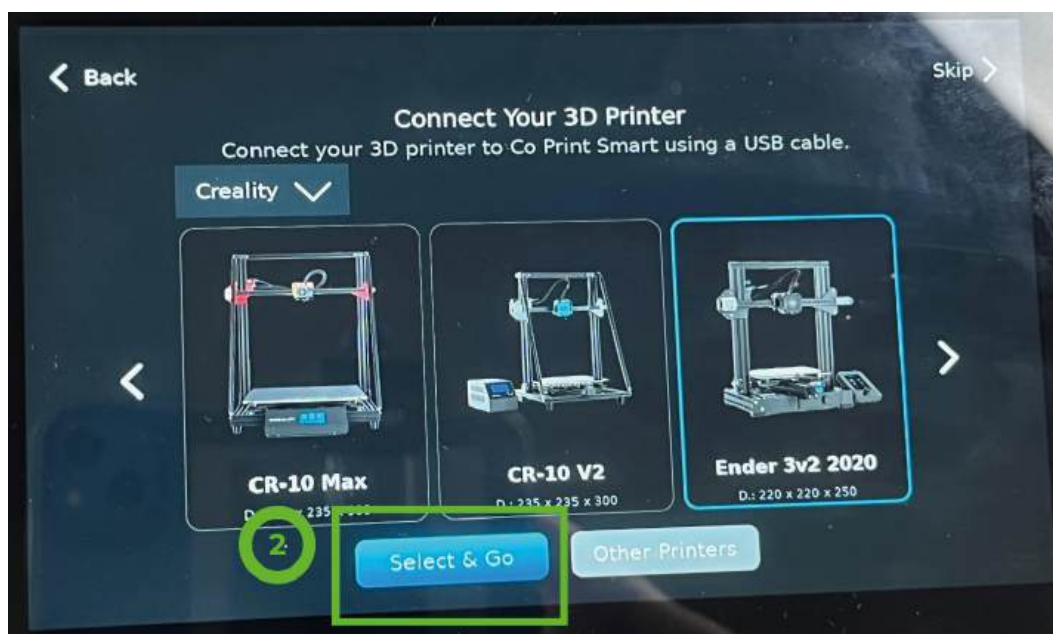 Back
Skip
Connect Your 3D Printer
Connect your 3D printer to Co Print Smart using a USB cable.
Creality
CR-10 Max
CR-10 V2
Ender 3v2 2020
D.: 235 x 235 x 300
D.: 220 x 220 x 250
2
Select & Go
Other Printers